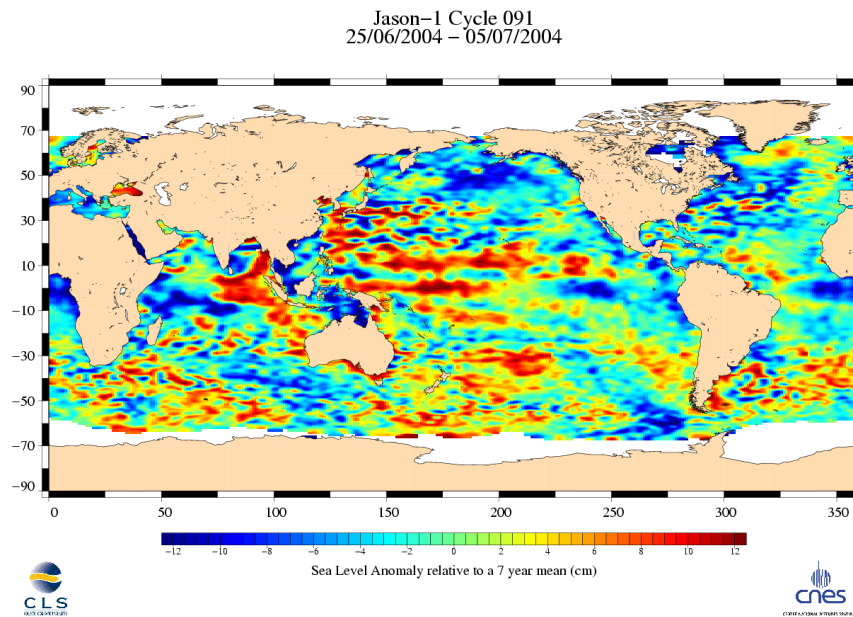 Jason−1 Cycle 091
25/06/2004 − 05/07/2004
90
70
50
30
10
−10
−30
−50
−70
−90
0 50 100 150 200 250 300 350
−12 −10 −8 −6 −4 −2 0 2 4 6 8 10 12
Sea Level Anomaly relative to a 7 year mean (cm)
CLS
cnes